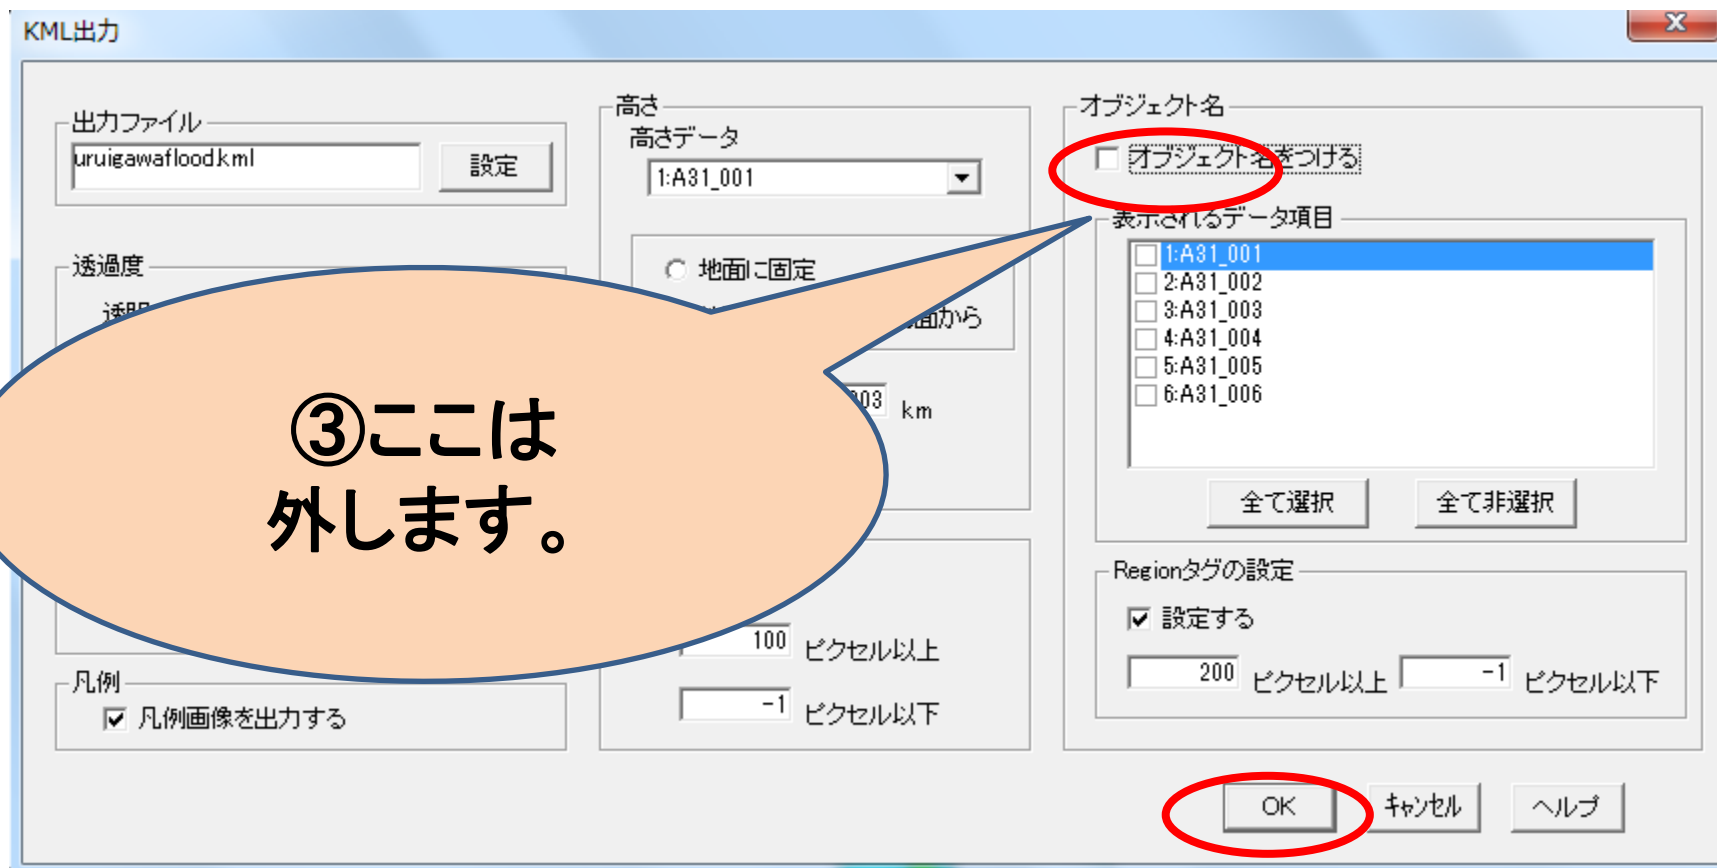 KML出力
出力ファイル
uruigawaflood.kml
設定
透過度
凡例
凡例画像を出力する
高さ
高さデータ
1:A31_001
地面に固定
面から
03 km
100 ピクセル以上
-1 ピクセル以下
③ここは
外します。
オブジェクト名
オブジェクト名をつける
表示されるデータ項目
1:A31_001
2:A31_002
3:A31_003
4:A31_004
5:A31_005
6:A31_006
全て選択 全て非選択
Regionタグの設定
設定する
200 ピクセル以上 -1 ピクセル以下
OK キャンセル ヘルプ